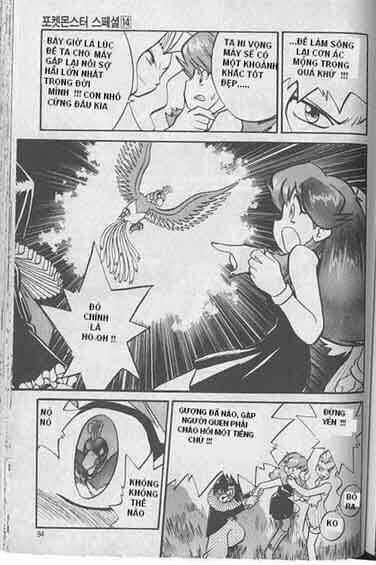 포켓몬스터 스페셜 14
BÂY GIỜ LÀ LÚC
ĐỂ TA CHO MÀY
GẶP LẠI NỖI SỢ
HÃI LỚN NHẤT
TRONG ĐỜI
MÌNH !!! CON NHỎ
CỨNG ĐẦU KIA
TA HI VỌNG
MÀY SẼ CÓ
MỘT KHOẢNH
KHẮC TỐT
ĐẸP.....
...ĐỂ LÀM SỐNG
LẠI CƠN ÁC
MỘNG TRONG
QUÁ KHỨ !!!
ĐÓ
CHÍNH
LÀ
HO-OH !!
NÓ
NÓ
KHÔNG
KHÔNG
THỂ
NÀO
GƯỢNG ĐÃ NÀO, GẶP
NGƯỜI QUEN PHẢI
CHÀO HỎI MỘT TIẾNG
CHỨ !!!
ĐỨNG
YÊN !!!
BỎ
RA
KO
94